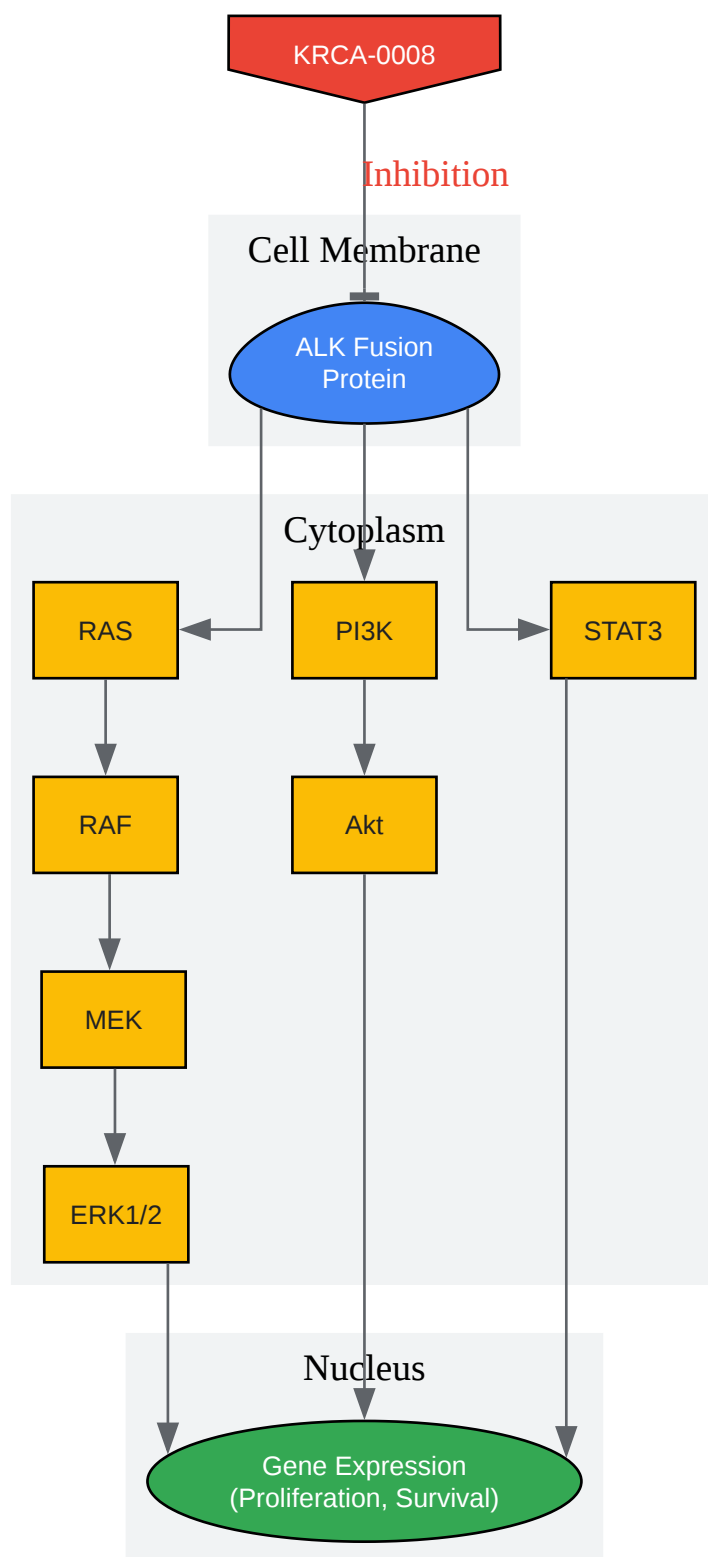 KRCA-0008
Inhibition
Cell Membrane
ALK Fusion
Protein
Cytoplasm
RAS
PI3K
STAT3
RAF
Akt
MEK
ERK1/2
Nucleus
Gene Expression
(Proliferation, Survival)